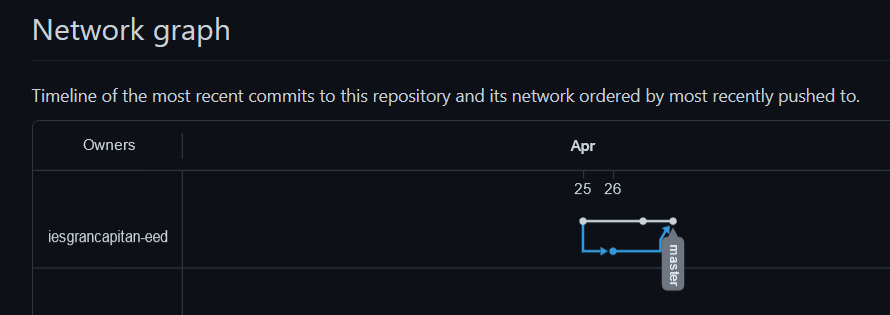 Network graph
Timeline of the most recent commits to this repository and its network ordered by most recently pushed to.
Owners
Apr
25 26
iesgrancapitan-eed
master